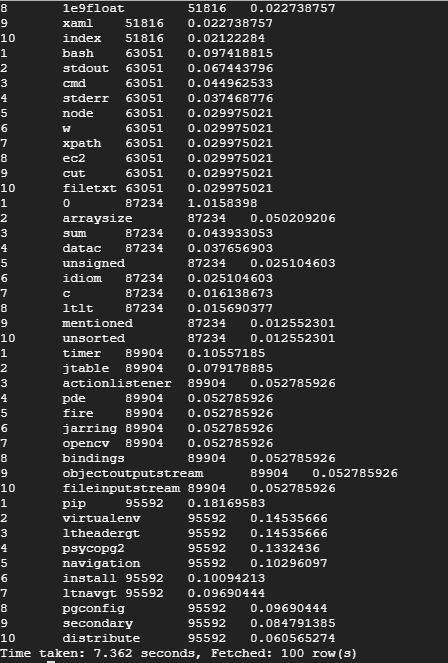 8 1e9float 51816 0.022738757
9 xaml 51816 0.022738757
10 index 51816 0.02122284
1 bash 63051 0.097418815
2 stdout 63051 0.067443796
3 cmd 63051 0.044962533
4 stderr 63051 0.037468776
5 node 63051 0.029975021
6 w 63051 0.029975021
7 xpath 63051 0.029975021
8 ec2 63051 0.029975021
9 cut 63051 0.029975021
10 filetxt 63051 0.029975021
1 0 87234 1.0158398
2 arraysize 87234 0.050209206
3 sum 87234 0.043933053
4 datac 87234 0.037656903
5 unsigned 87234 0.025104603
6 idiom 87234 0.025104603
7 c 87234 0.016138673
8 ltlt 87234 0.015690377
9 mentioned 87234 0.012552301
10 unsorted 87234 0.012552301
1 timer 89904 0.10557185
2 jtable 89904 0.079178885
3 actionlistener 89904 0.052785926
4 pde 89904 0.052785926
5 fire 89904 0.052785926
6 jarring 89904 0.052785926
7 opencv 89904 0.052785926
8 bindings 89904 0.052785926
9 objectoutputstream 89904 0.052785926
10 fileinputstream 89904 0.052785926
1 pip 95592 0.18169583
2 virtualenv 95592 0.14535666
3 ltheadergt 95592 0.14535666
4 psycopg2 95592 0.1332436
5 navigation 95592 0.10296097
6 install 95592 0.10094213
7 ltnavgt 95592 0.09690444
8 pgconfig 95592 0.09690444
9 secondary 95592 0.084791385
10 distribute 95592 0.060565274
Time taken: 7.362 seconds, Fetched: 100 row(s)